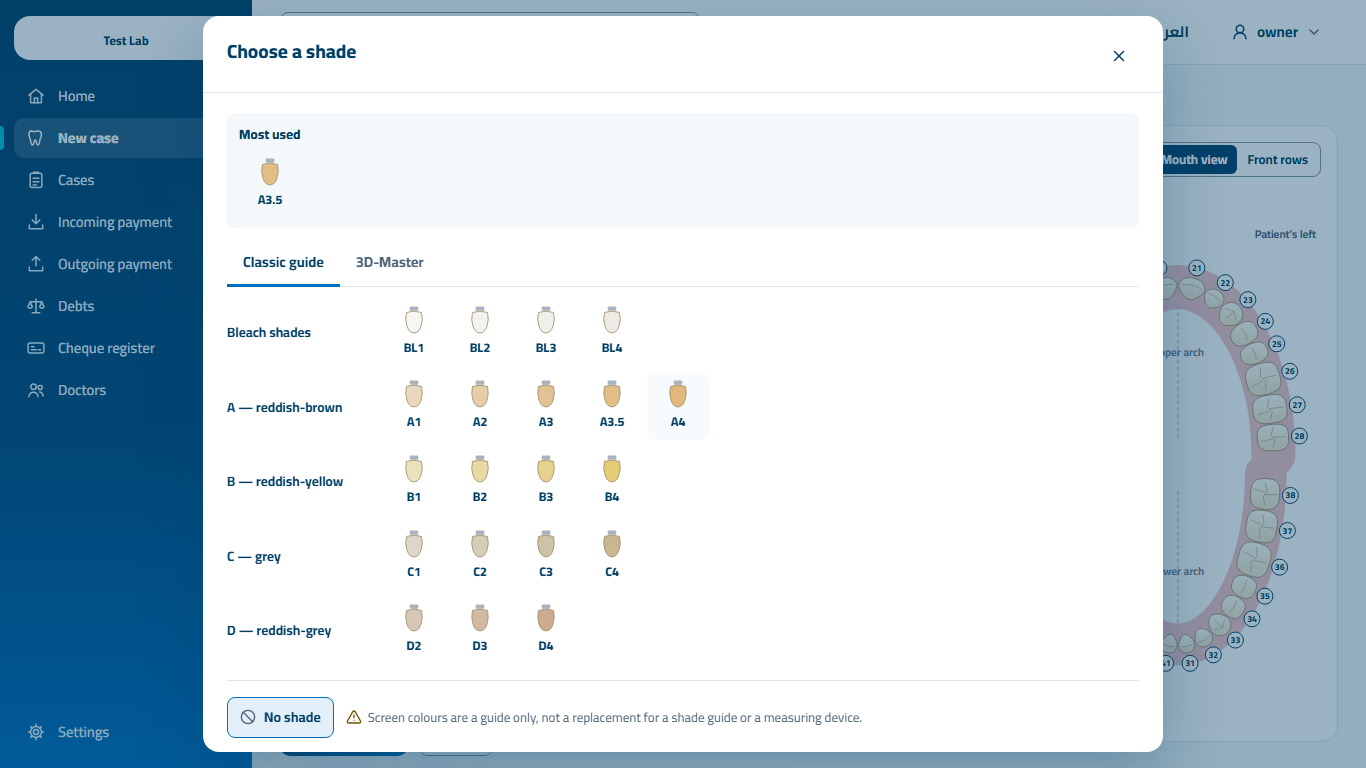 Test Lab
Home
New case
Cases
Incoming payment
Outgoing payment
Debts
Cheque register
Doctors
Settings
owner
Choose a shade
Most used
A3.5
Classic guide
3D-Master
Bleach shades
BL1 BL2 BL3 BL4
A — reddish-brown
A1 A2 A3 A3.5 A4
B — reddish-yellow
B1 B2 B3 B4
C — grey
C1 C2 C3 C4
D — reddish-grey
D2 D3 D4
No shade
Screen colours are a guide only, not a replacement for a shade guide or a measuring device.
Mouth view
Front rows
Patient's left
21
22
23
24
25
26
27
28
arch
38
37
36
35
34
33
32
31
arch